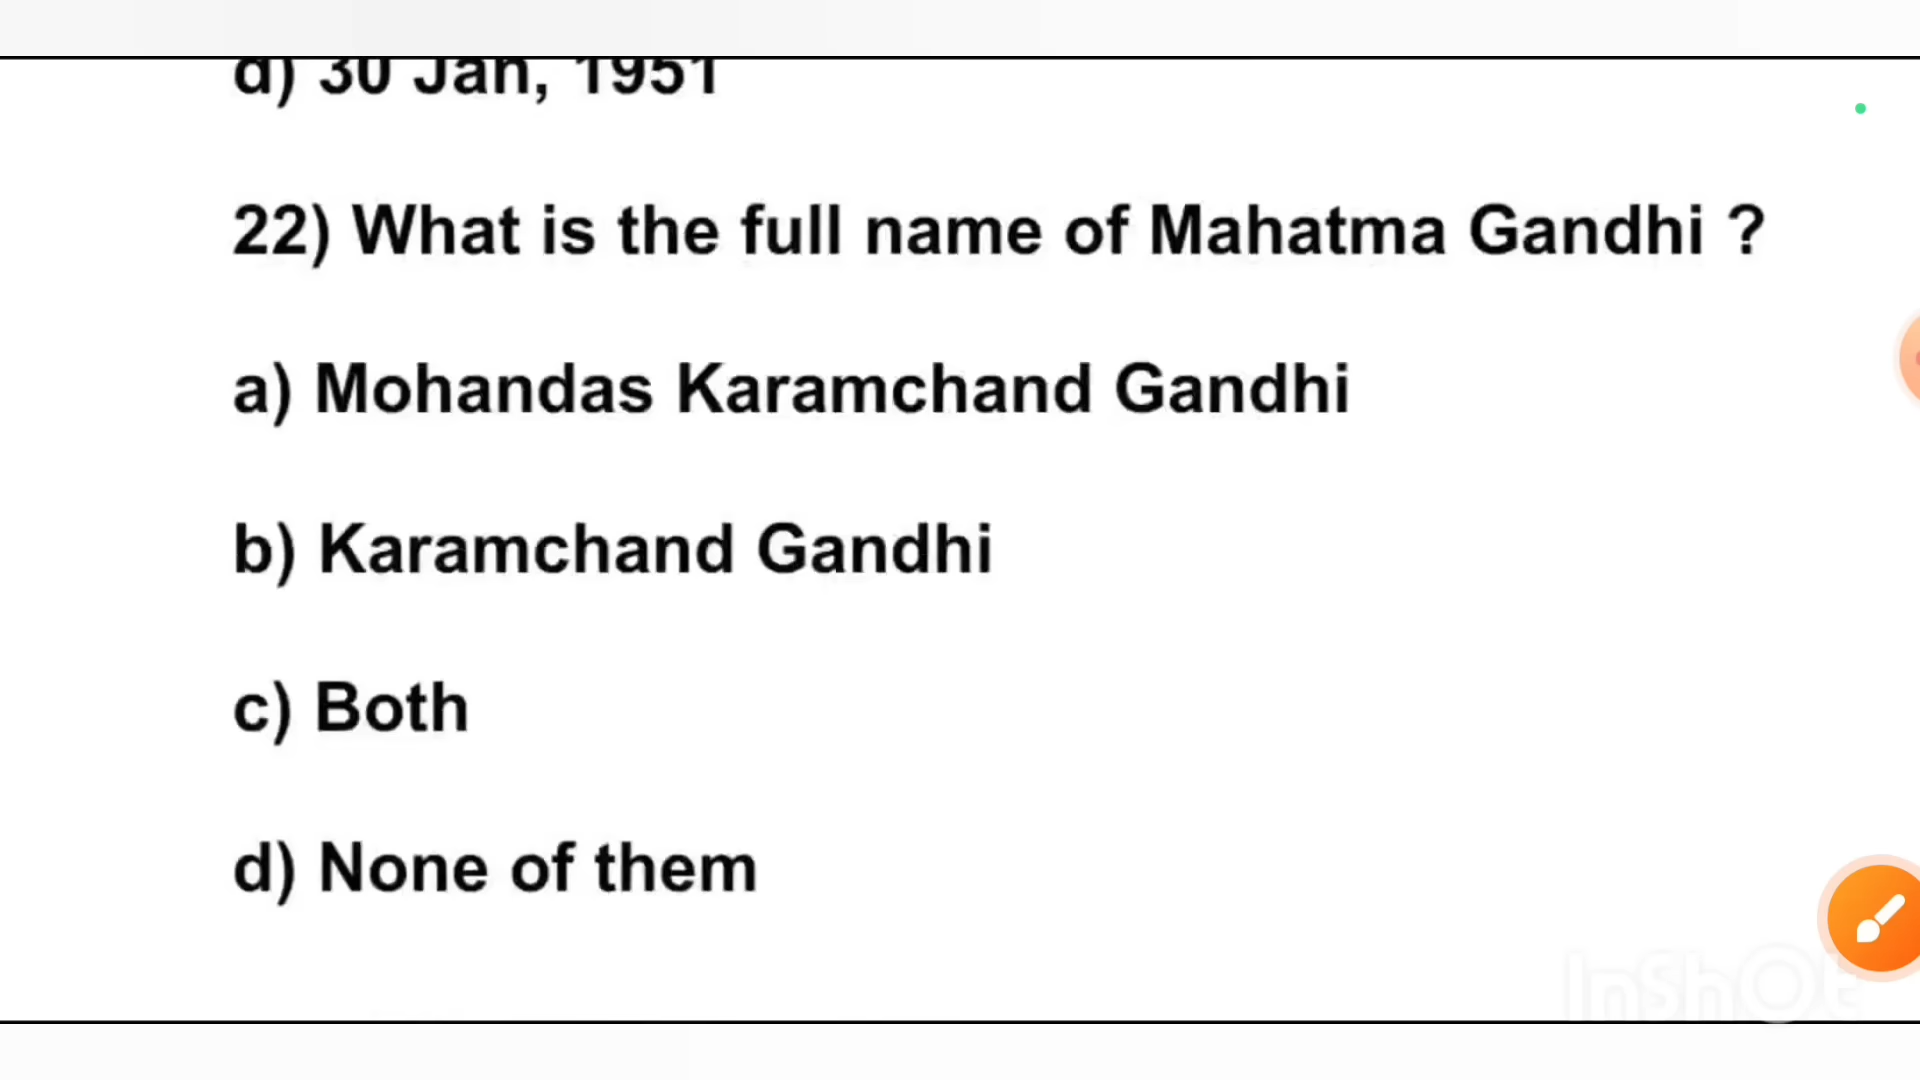 d) 30 Jan, 1951
22) What is the full name of Mahatma Gandhi ?
a) Mohandas Karamchand Gandhi
b) Karamchand Gandhi
c) Both
d) None of them
InShOt